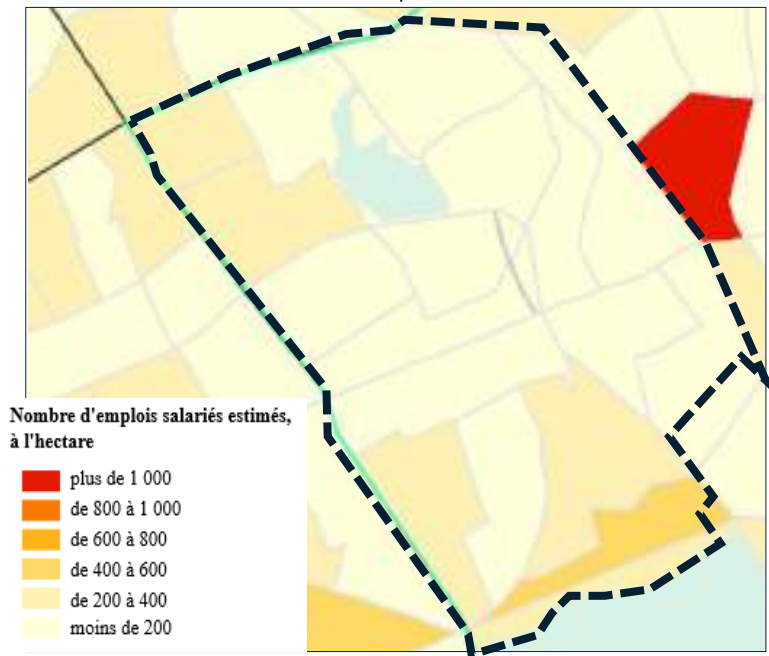 Nombre d'emplois salariés estimés,
à l'hectare
plus de 1 000
de 800 à 1 000
de 600 à 800
de 400 à 600
de 200 à 400
moins de 200